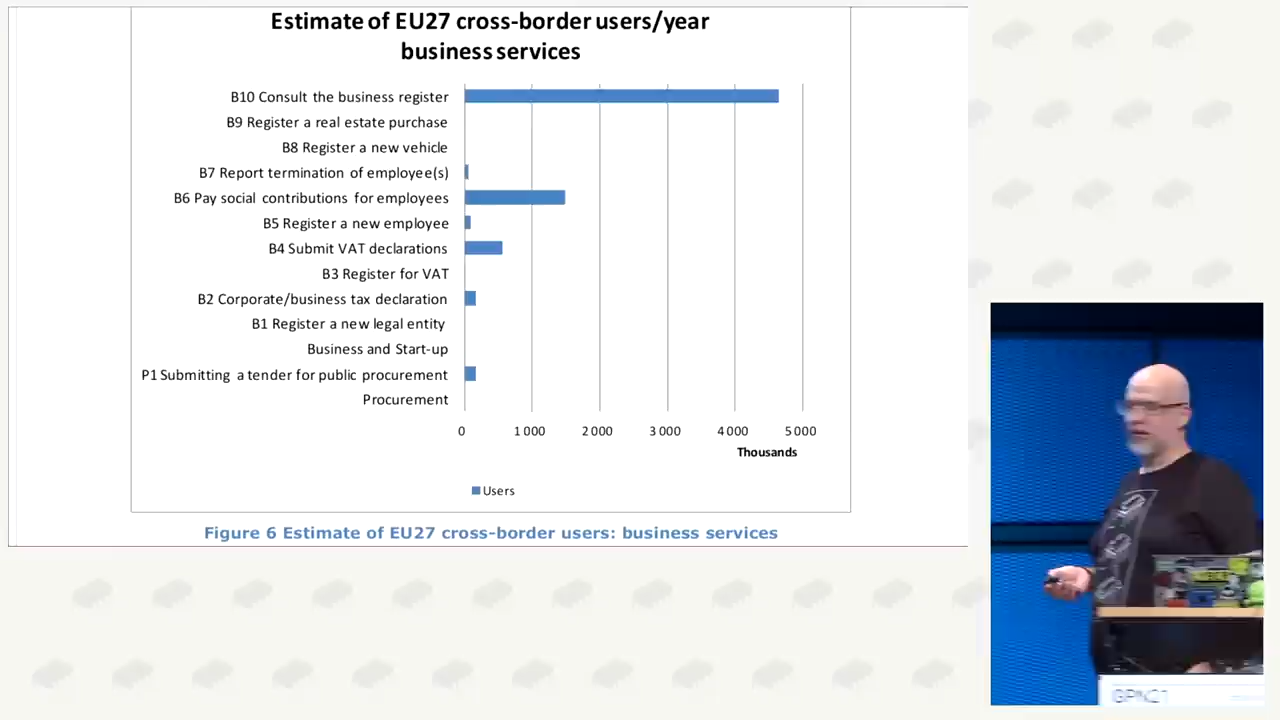 Estimate of EU27 cross-border users/year
business services
B10 Consult the business register
B9 Register a real estate purchase
B8 Register a new vehicle
B7 Report termination of employee(s)
B6 Pay social contributions for employees
B5 Register a new employee
B4 Submit VAT declarations
B3 Register for VAT
B2 Corporate/business tax declaration
B1 Register a new legal entity
Business and Start-up
P1 Submitting a tender for public procurement
Procurement
0 1 000 2 000 3 000 4 000 5 000
Thousands
Users
Figure 6 Estimate of EU27 cross-border users: business services
GPN21